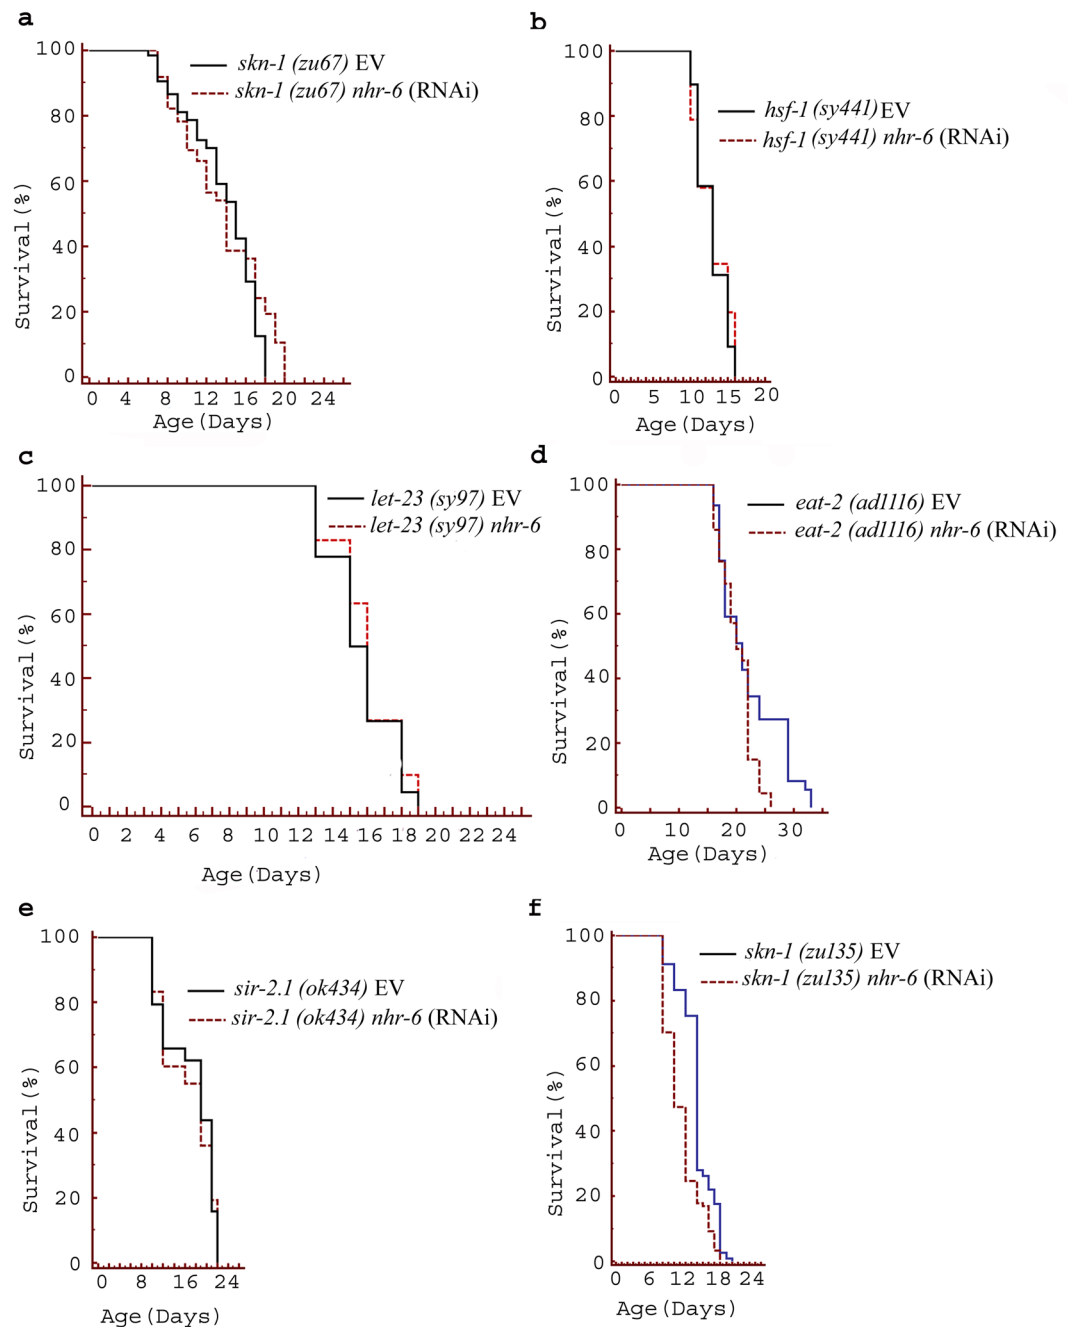 a
skn-1 (zu67) EV
skn-1 (zu67) nhr-6 (RNAi)
100
80
60
40
20
0
Survival(%)
0 4 8 12 16 20 24
Age(Days)
b
hsf-1 (sy441) EV
hsf-1 (sy441) nhr-6 (RNAi)
100
80
60
40
20
0
Survival(%)
0 5 10 15 20
Age(Days)
c
let-23 (sy97) EV
let-23 (sy97) nhr-6
100
80
60
40
20
0
Survival(%)
0 2 4 6 8 10 12 14 16 18 20 22 24
Age(Days)
d
eat-2 (ad1116) EV
eat-2 (ad1116) nhr-6 (RNAi)
100
80
60
40
20
0
Survival(%)
0 10 20 30
Age(Days)
e
sir-2.1 (ok434) EV
sir-2.1 (ok434) nhr-6 (RNAi)
100
80
60
40
20
0
Survival(%)
0 8 16 24
Age(Days)
f
skn-1 (zu135) EV
skn-1 (zu135) nhr-6 (RNAi)
100
80
60
40
20
0
Survival(%)
0 6 12 18 24
Age(Days)